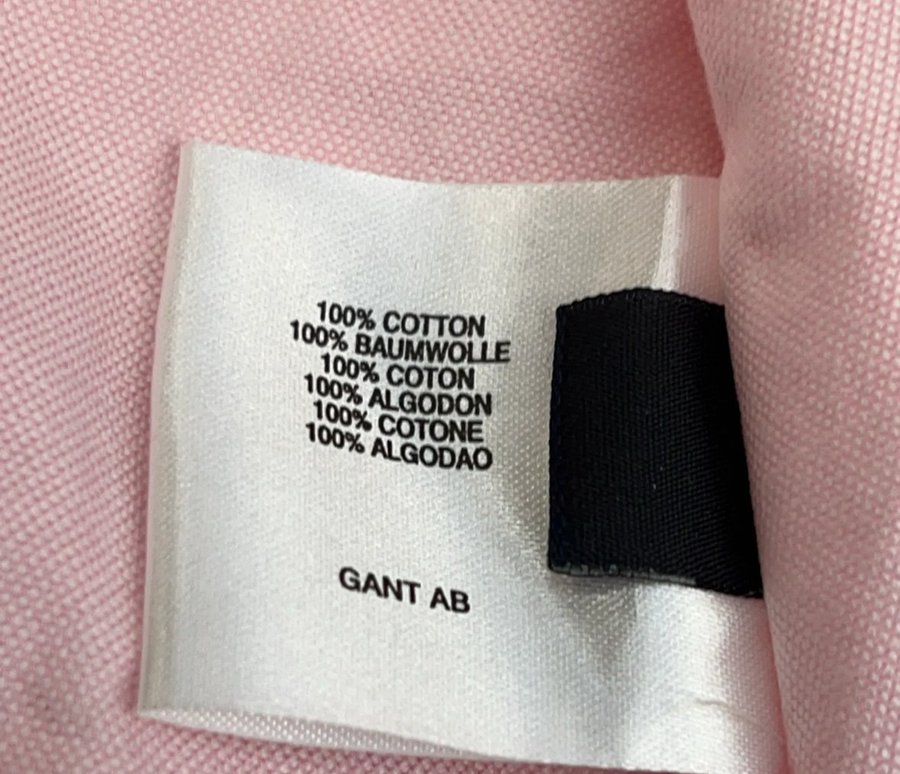 100% COTTON
100% BAUMWOLLE
100% COTON
100% ALGODON
100% COTONE
100% ALGODAO
GANT AB